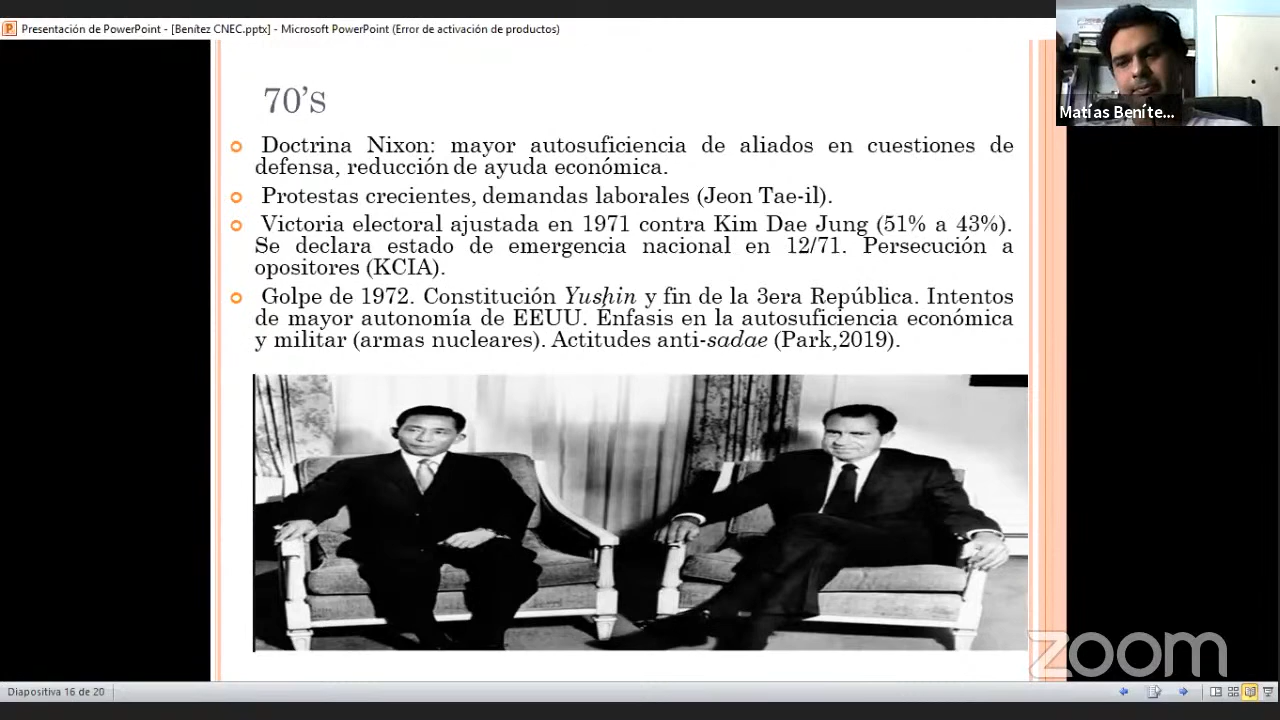 Presentación de PowerPoint - [Benítez CNEC.pptx] - Microsoft PowerPoint (Error de activación de productos)
Matías Beníte...
70'S
Doctrina Nixon: mayor autosuficiencia de aliados en cuestiones de
defensa, reducción de ayuda económica.
Protestas crecientes, demandas laborales (Jeon Tae-il).
Victoria electoral ajustada en 1971 contra Kim Dae Jung (51% a 43%).
Se declara estado de emergencia nacional en 12/71. Persecución a
opositores (KCIA).
Golpe de 1972. Constitución Yushin y fin de la 3era República. Intentos
de mayor autonomía de EEUU. Énfasis en la autosuficiencia económica
y militar (armas nucleares). Actitudes anti-sadae (Park,2019).
zoom
Diapositiva 16 de 20